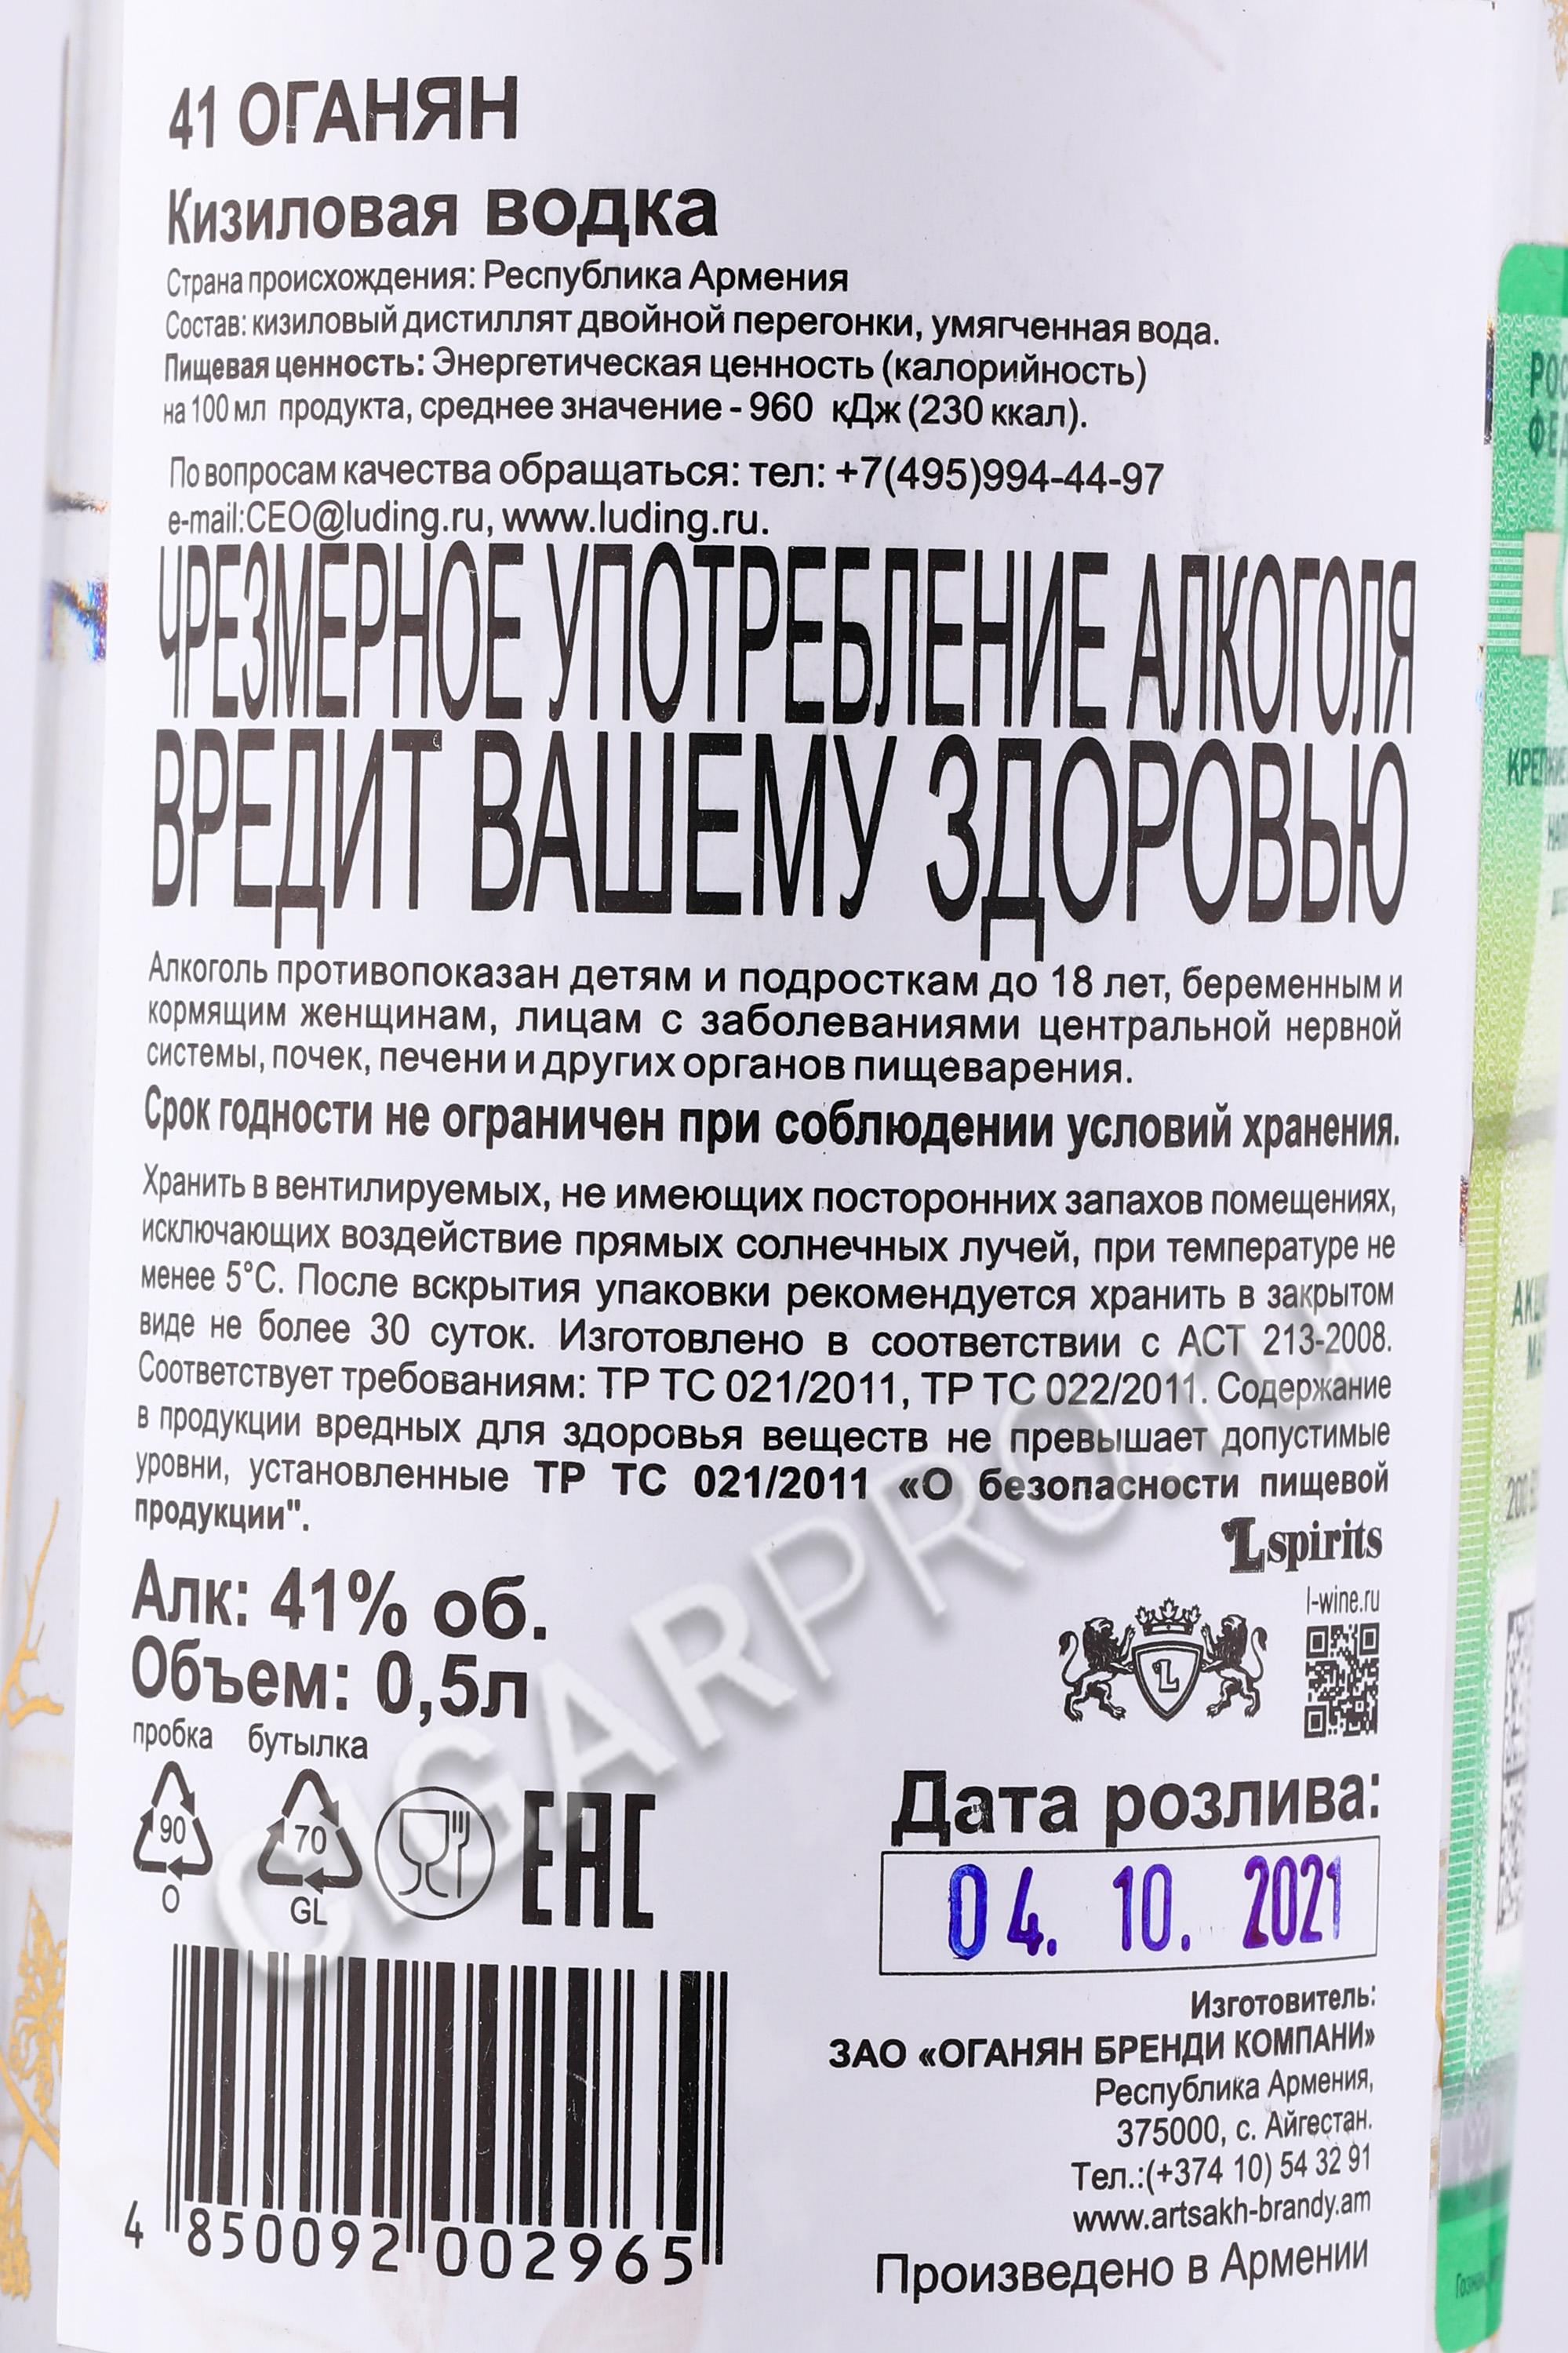 41 ОГАНЯН
Кизиловая водка
Страна происхождения: Республика Армения
Состав: кизиловый дистиллят двойной перегонки, умягченная вода.
Пищевая ценность: Энергетическая ценность (калорийность)
на 100 мл продукта, среднее значение - 960 кДж (230 ккал).
По вопросам качества обращаться: тел: +7(495)994-44-97
e-mail:CEO@luding.ru, www.luding.ru.
ЧРЕЗМЕРНОЕ УПОТРЕБЛЕНИЕ АЛКОГОЛЯ
ВРЕДИТ ВАШЕМУ ЗДОРОВЬЮ
Алкоголь противопоказан детям и подросткам до 18 лет, беременным и
кормящим женщинам, лицам с заболеваниями центральной нервной
системы, почек, печени и других органов пищеварения.
Срок годности не ограничен при соблюдении условий хранения.
Хранить в вентилируемых, не имеющих посторонних запахов помещениях,
исключающих воздействие прямых солнечных лучей, при температуре не
менее 5°С. После вскрытия упаковки рекомендуется хранить в закрытом
виде не более 30 суток. Изготовлено в соответствии с АСТ 213-2008.
Соответствует требованиям: ТР ТС 021/2011, ТР ТС 022/2011. Содержание
в продукции вредных для здоровья веществ не превышает допустимые
уровни, установленные ТР ТС 021/2011 «О безопасности пищевой
продукции".
L spirits
l-wine.ru
L
Алк: 41% об.
Объем: 0,5л
пробка бутылка
90 70
O GL
EAC
Дата розлива:
04. 10. 2021
Изготовитель:
ЗАО «ОГАНЯН БРЕНДИ КОМПАНИ»
Республика Армения,
375000, с. Айгестан.
Тел.:(+374 10) 54 32 91
www.artsakh-brandy.am
Произведено в Армении
4 850092 002965
CIGARPRO.ru